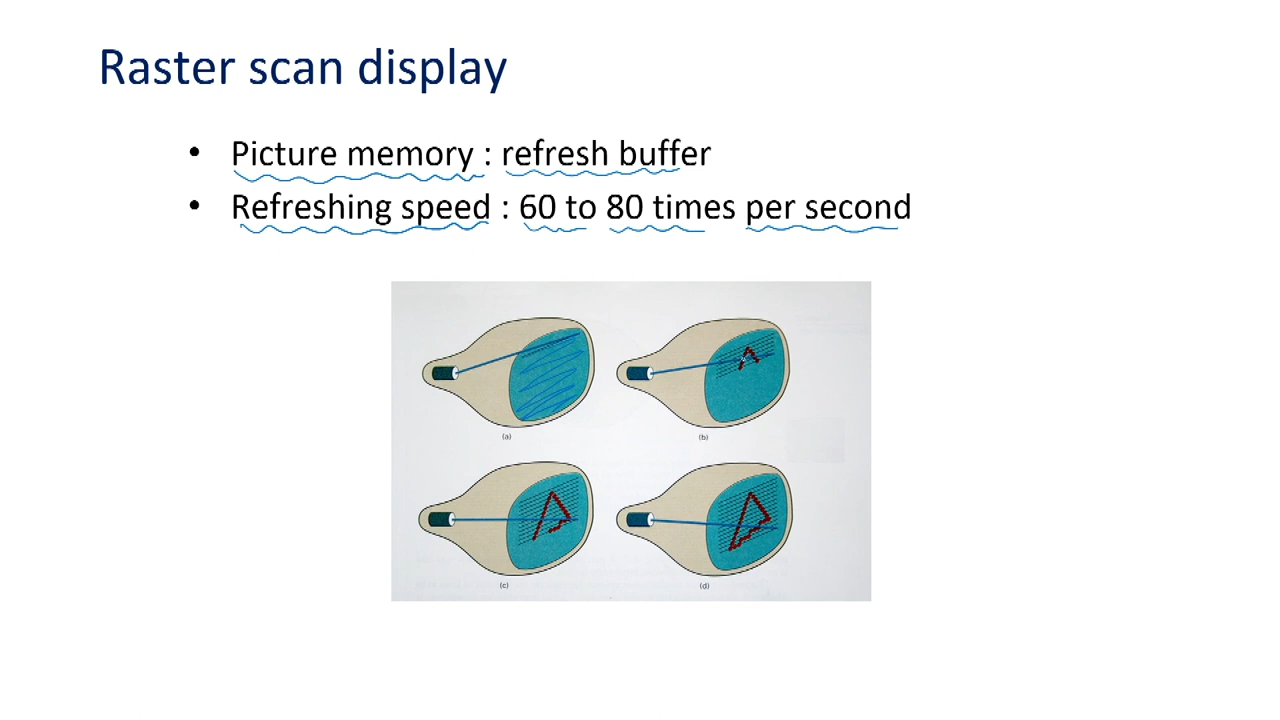 Raster scan display
• Picture memory : refresh buffer
• Refreshing speed : 60 to 80 times per second
(a)
(b)
(c)
(d)